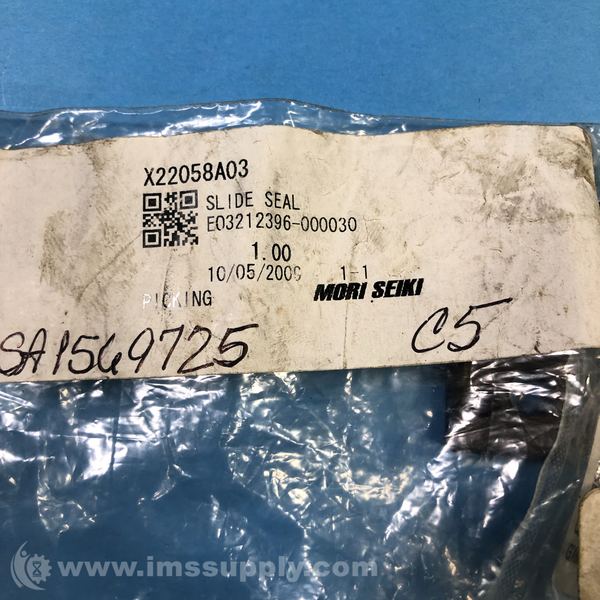 X22058A03
SLIDE SEAL
E03212396-000030
1.00
10/05/2009 1-1
PICKING MORI SEIKI
SA1569725 C5
www.imssupply.com